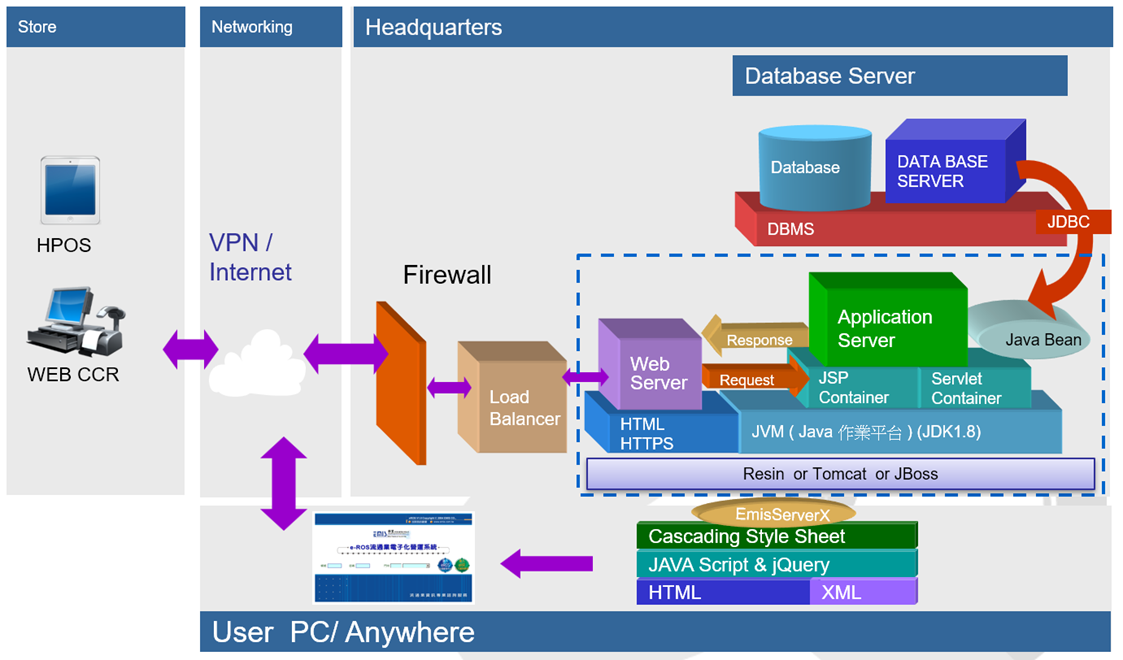 Store
Networking
Headquarters
Database Server
Database
DATA BASE
SERVER
DBMS
JDBC
HPOS
WEB CCR
VPN /
Internet
Firewall
Load
Balancer
Web
Server
Response
Request
Application
Server
Java Bean
JSP
Container
Servlet
Container
HTML
HTTPS
JVM ( Java 作業平台 ) (JDK1.8)
Resin or Tomcat or JBoss
EmisServerX
Cascading Style Sheet
JAVA Script & jQuery
HTML
XML
e-ROS流通業電子化營運系統
User PC/ Anywhere